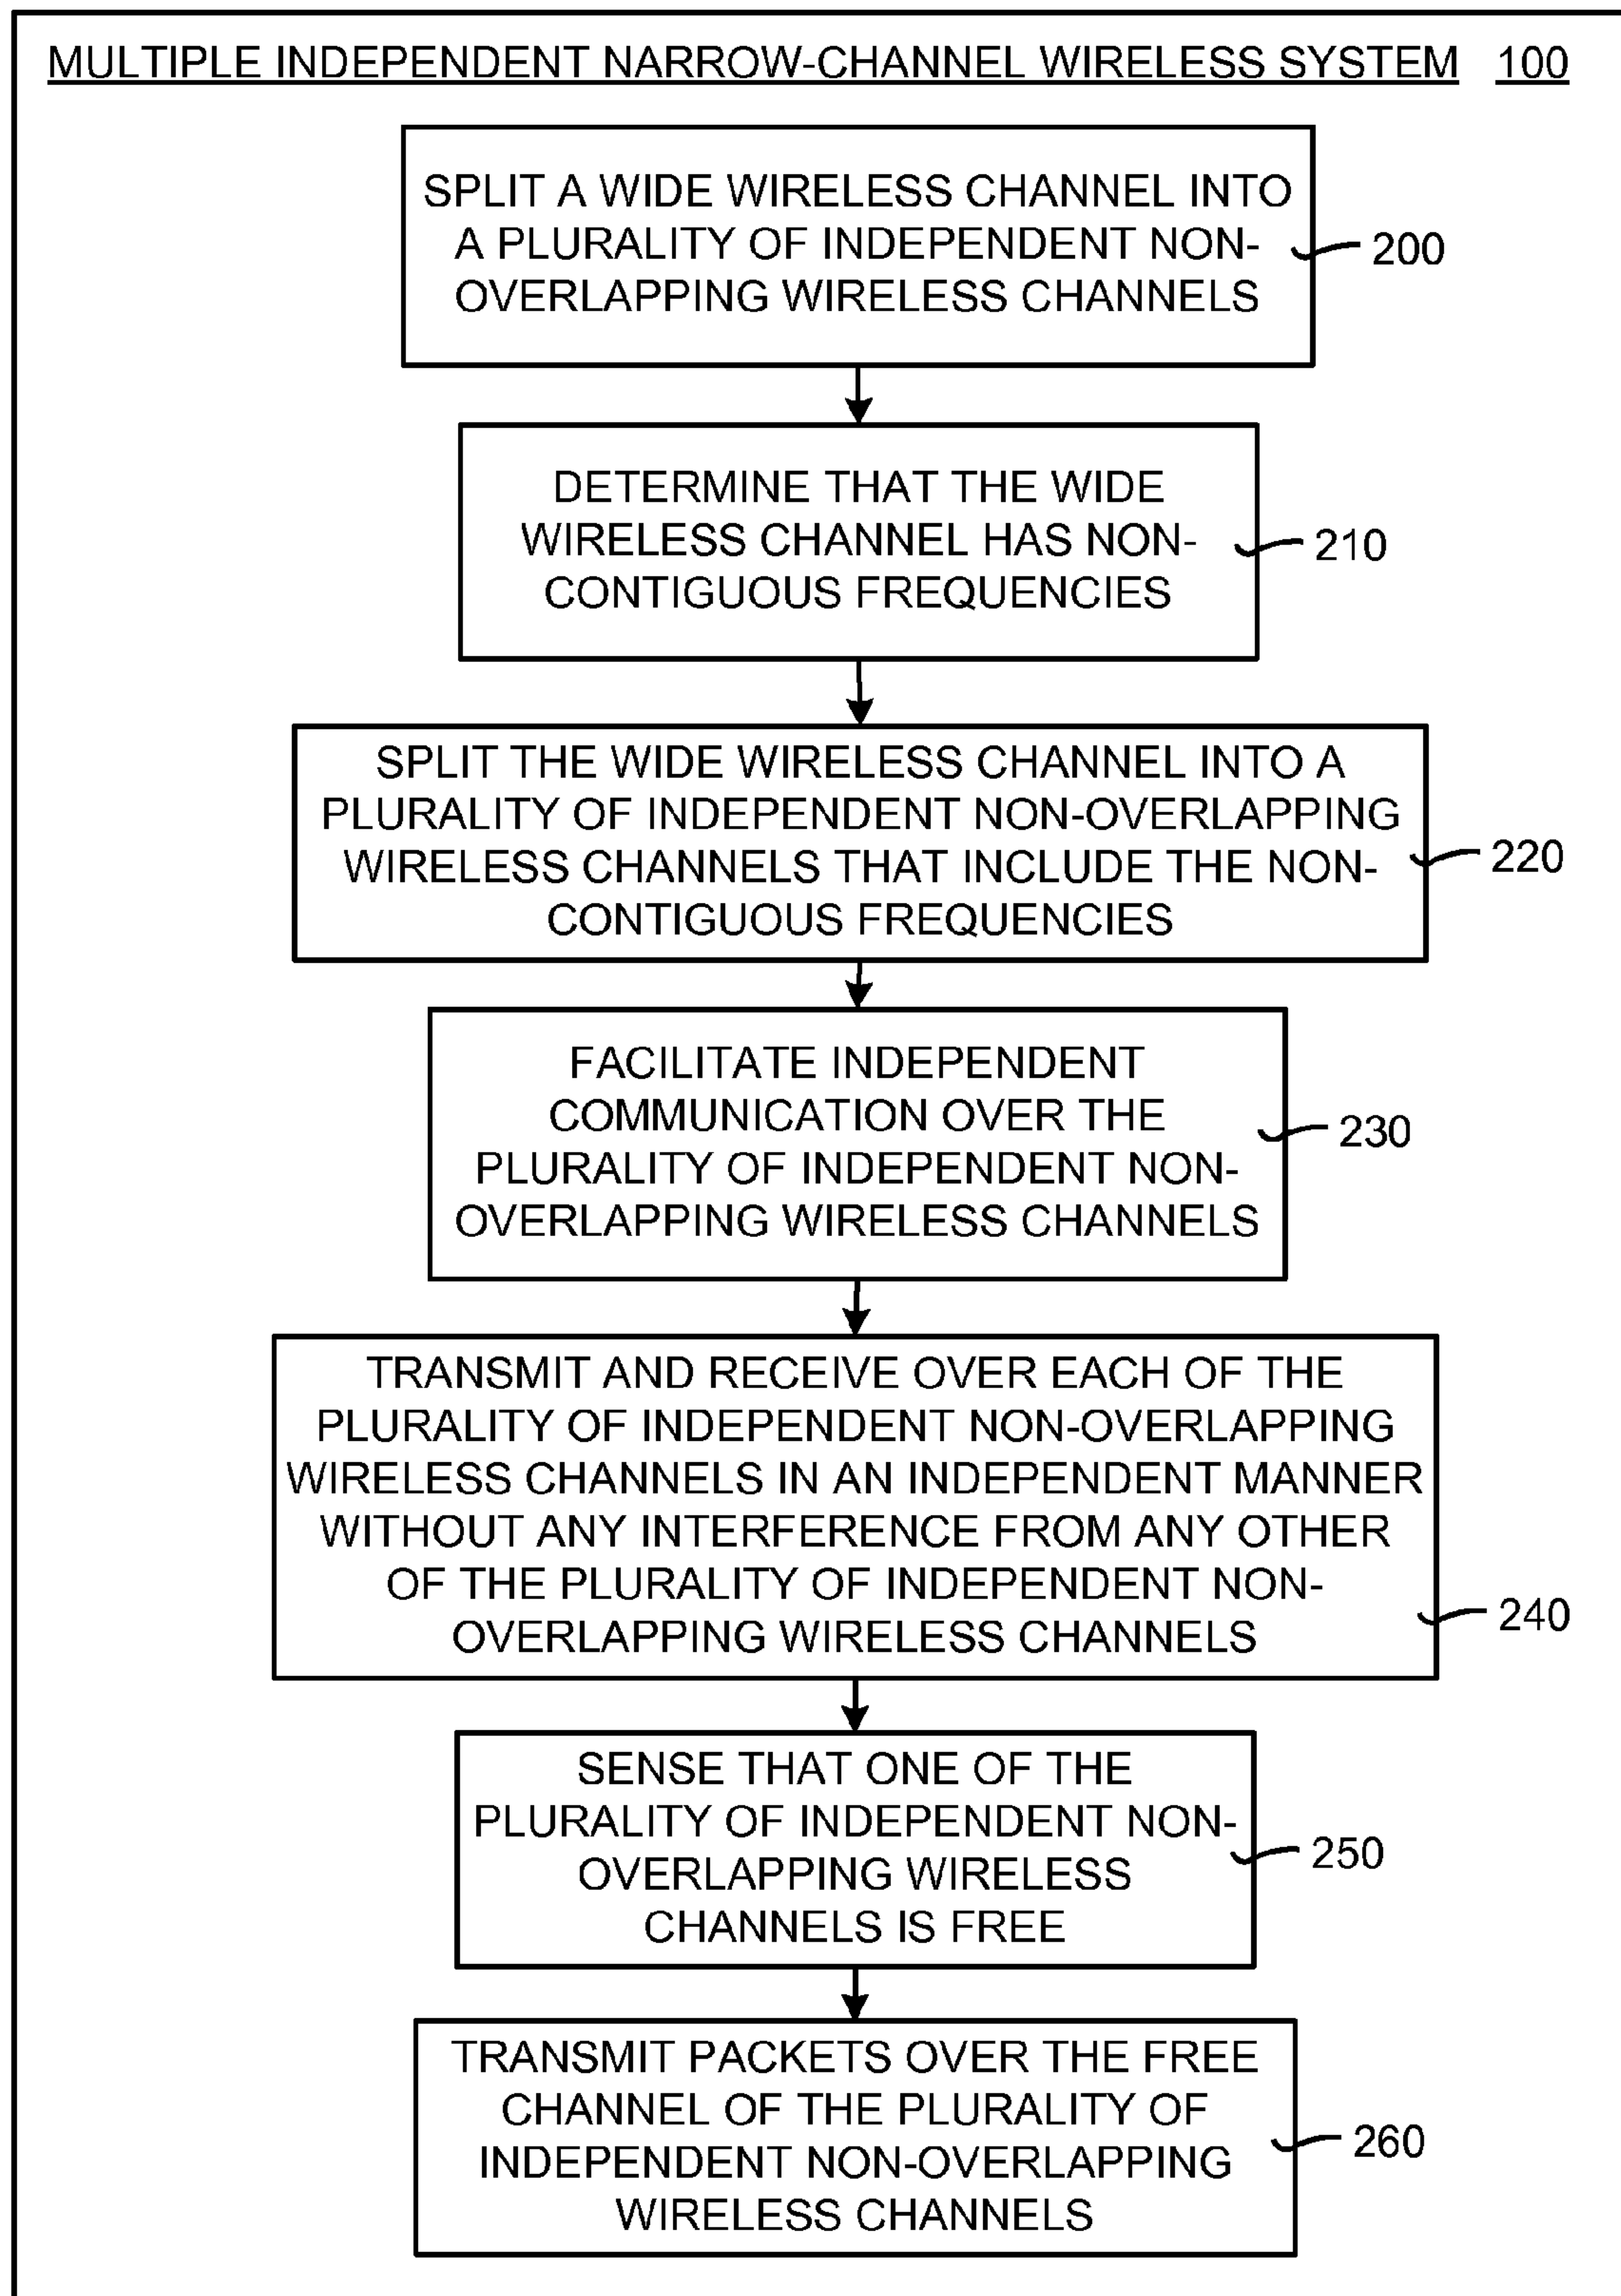 MULTIPLE INDEPENDENT NARROW-CHANNEL WIRELESS SYSTEM 100
SPLIT A WIDE WIRELESS CHANNEL INTO
A PLURALITY OF INDEPENDENT NON-
OVERLAPPING WIRELESS CHANNELS
200
DETERMINE THAT THE WIDE
WIRELESS CHANNEL HAS NON-
CONTIGUOUS FREQUENCIES
210
SPLIT THE WIDE WIRELESS CHANNEL INTO A
PLURALITY OF INDEPENDENT NON-OVERLAPPING
WIRELESS CHANNELS THAT INCLUDE THE NON-
CONTIGUOUS FREQUENCIES
220
FACILITATE INDEPENDENT
COMMUNICATION OVER THE
PLURALITY OF INDEPENDENT NON-
OVERLAPPING WIRELESS CHANNELS
230
TRANSMIT AND RECEIVE OVER EACH OF THE
PLURALITY OF INDEPENDENT NON-OVERLAPPING
WIRELESS CHANNELS IN AN INDEPENDENT MANNER
WITHOUT ANY INTERFERENCE FROM ANY OTHER
OF THE PLURALITY OF INDEPENDENT NON-
OVERLAPPING WIRELESS CHANNELS
240
SENSE THAT ONE OF THE
PLURALITY OF INDEPENDENT NON-
OVERLAPPING WIRELESS
CHANNELS IS FREE
250
TRANSMIT PACKETS OVER THE FREE
CHANNEL OF THE PLURALITY OF
INDEPENDENT NON-OVERLAPPING
WIRELESS CHANNELS
260